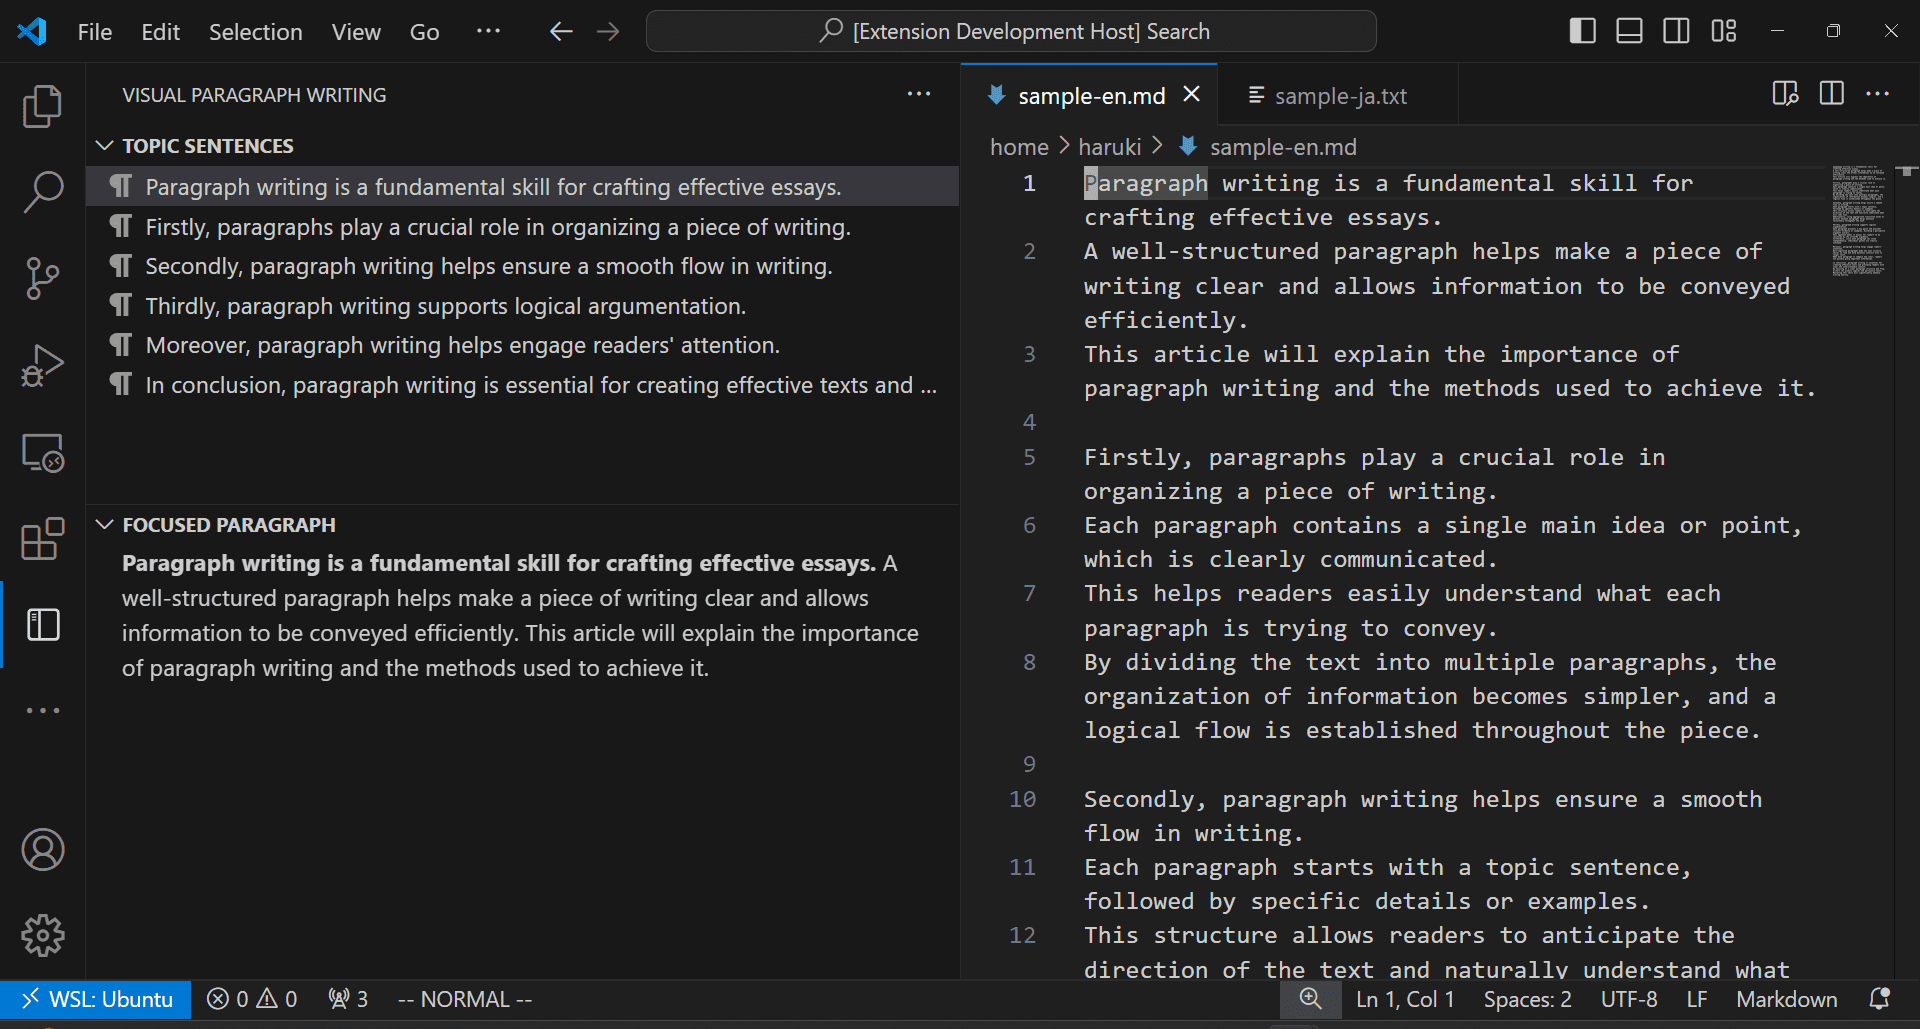 File Edit Selection View Go ··· [Extension Development Host] Search
VISUAL PARAGRAPH WRITING ···
TOPIC SENTENCES
¶ Paragraph writing is a fundamental skill for crafting effective essays.
¶ Firstly, paragraphs play a crucial role in organizing a piece of writing.
¶ Secondly, paragraph writing helps ensure a smooth flow in writing.
¶ Thirdly, paragraph writing supports logical argumentation.
¶ Moreover, paragraph writing helps engage readers' attention.
¶ In conclusion, paragraph writing is essential for creating effective texts and ...
FOCUSED PARAGRAPH
Paragraph writing is a fundamental skill for crafting effective essays. A
well-structured paragraph helps make a piece of writing clear and allows
information to be conveyed efficiently. This article will explain the importance
of paragraph writing and the methods used to achieve it.
sample-en.md sample-ja.txt
home > haruki > sample-en.md
1 Paragraph writing is a fundamental skill for
crafting effective essays.
2 A well-structured paragraph helps make a piece of
writing clear and allows information to be conveyed
efficiently.
3 This article will explain the importance of
paragraph writing and the methods used to achieve it.
4
5 Firstly, paragraphs play a crucial role in
organizing a piece of writing.
6 Each paragraph contains a single main idea or point,
which is clearly communicated.
7 This helps readers easily understand what each
paragraph is trying to convey.
8 By dividing the text into multiple paragraphs, the
organization of information becomes simpler, and a
logical flow is established throughout the piece.
9
10 Secondly, paragraph writing helps ensure a smooth
flow in writing.
11 Each paragraph starts with a topic sentence,
followed by specific details or examples.
12 This structure allows readers to anticipate the
direction of the text and naturally understand what
WSL: Ubuntu 0 0 3 -- NORMAL -- Ln 1, Col 1 Spaces: 2 UTF-8 LF Markdown